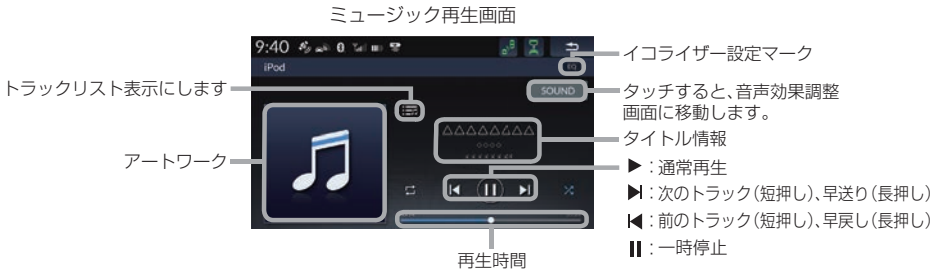 ミュージック再生画面
9:40
iPod
EQ
SOUND
トラックリスト表示にします
アートワーク
イコライザー設定マーク
タッチすると、音声効果調整
画面に移動します。
タイトル情報
△△△△△△△△
◇◇◇◇
▶：通常再生
▶|：次のトラック（短押し）、早送り（長押し）
|◀：前のトラック（短押し）、早戻し（長押し）
II：一時停止
再生時間